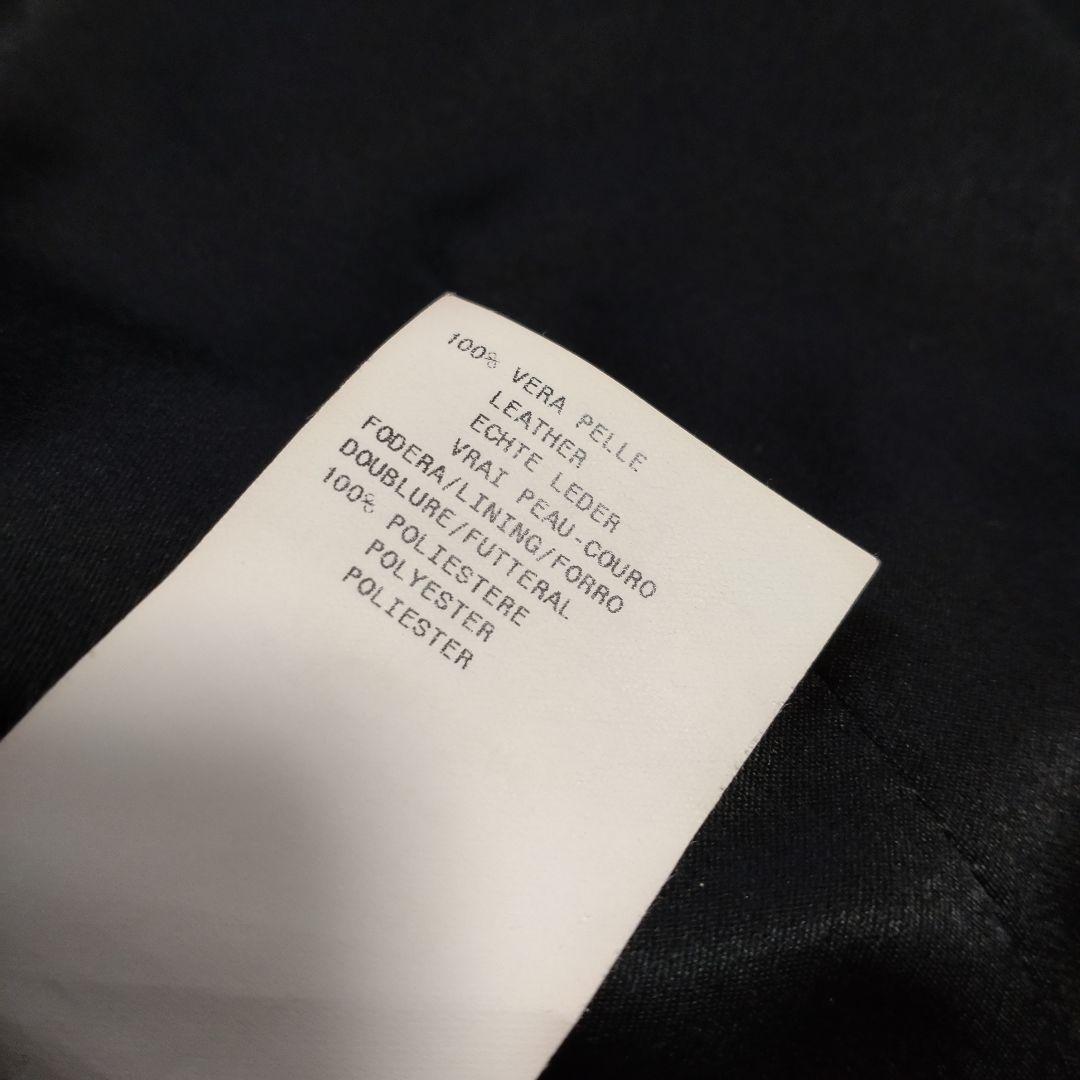 100% VERA PELLE
LEATHER
ECHTE LEDER
VRAI PEAU-COURO
FODERA/LINING/FORRO
DOUBLURE/FUTTERAL
100% POLIESTERE
POLYESTER
POLIESTER